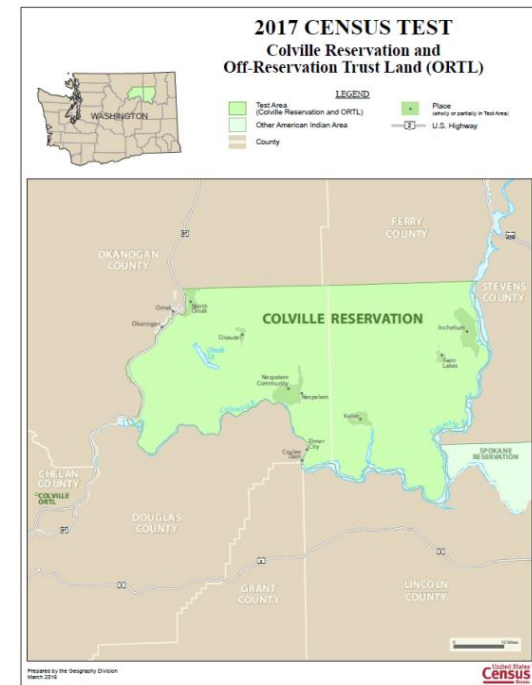 2017 CENSUS TEST
Colville Reservation and
Off-Reservation Trust Land (ORTL)
LEGEND
Test Area
(Colville Reservation and ORTL)
Other American Indian Area
County
Place
(wholly or partially in Test Area)
2
U.S. Highway
WASHINGTON
FERRY
COUNTY
OKANOGAN
COUNTY
STEVENS
COUNTY
North
Omak
Omak
Okanogan
COLVILLE RESERVATION
Disautel
Omak
Inchelium
Twin
Lakes
Nespelem
Community
Nespelem
Keller
Elmer
City
Coulee
Dam
SPOKANE
RESERVATION
CHELAN
COUNTY
COLVILLE
ORTL
DOUGLAS
COUNTY
GRANT
COUNTY
LINCOLN
COUNTY
Prepared by the Geography Division
March 2016
United States
Census
Bureau